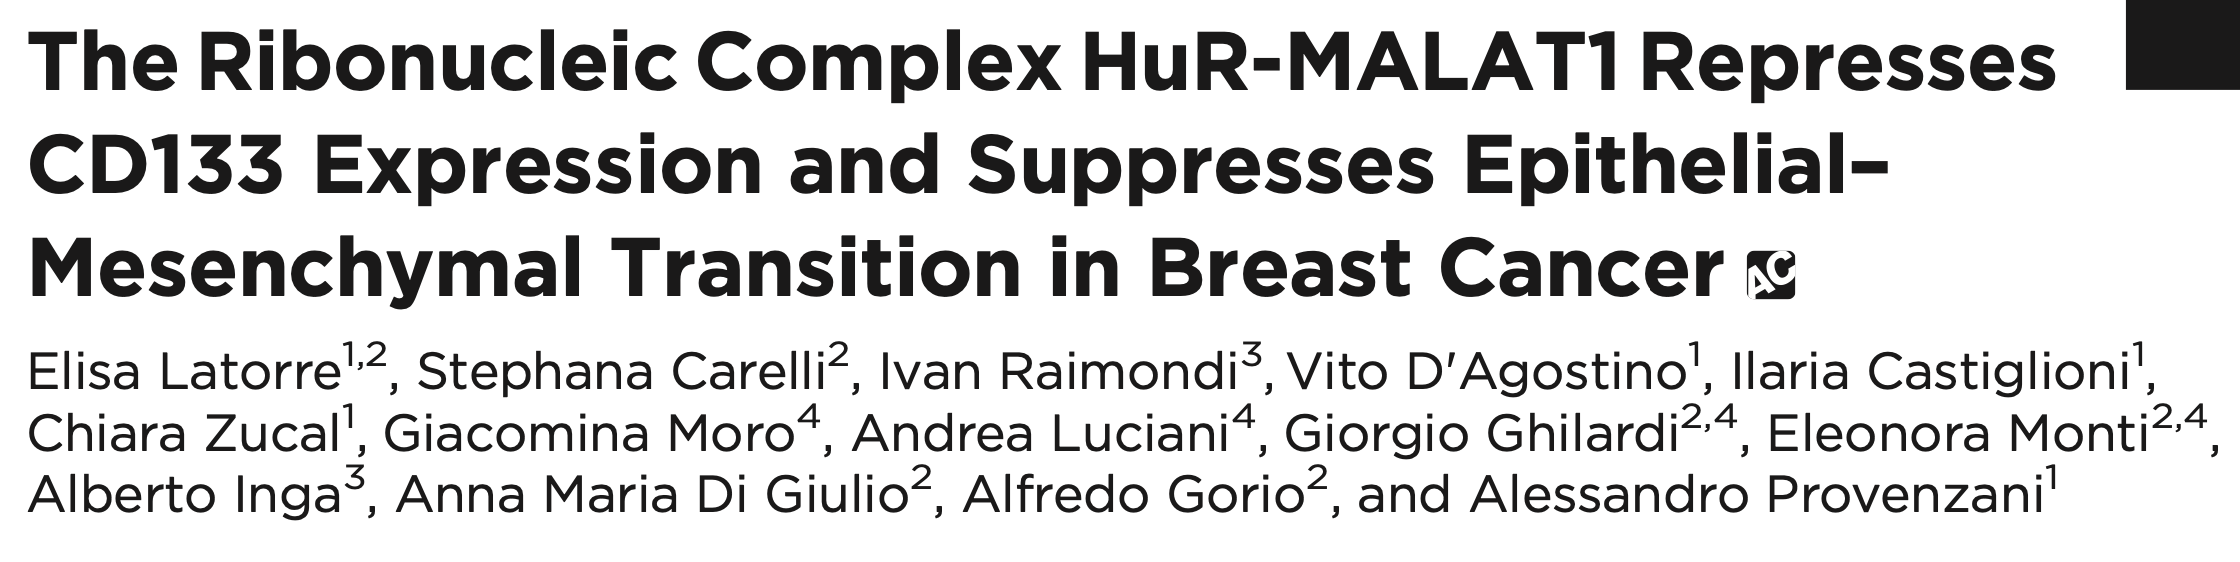 The Ribonucleic Complex HuR-MALAT1 Represses
CD133 Expression and Suppresses Epithelial–
Mesenchymal Transition in Breast Cancer AC
Elisa Latorre1,2, Stephana Carelli2, Ivan Raimondi3, Vito D'Agostino1, Ilaria Castiglioni1,
Chiara Zucal1, Giacomina Moro4, Andrea Luciani4, Giorgio Ghilardi2,4, Eleonora Monti2,4,
Alberto Inga3, Anna Maria Di Giulio2, Alfredo Gorio2, and Alessandro Provenzani1